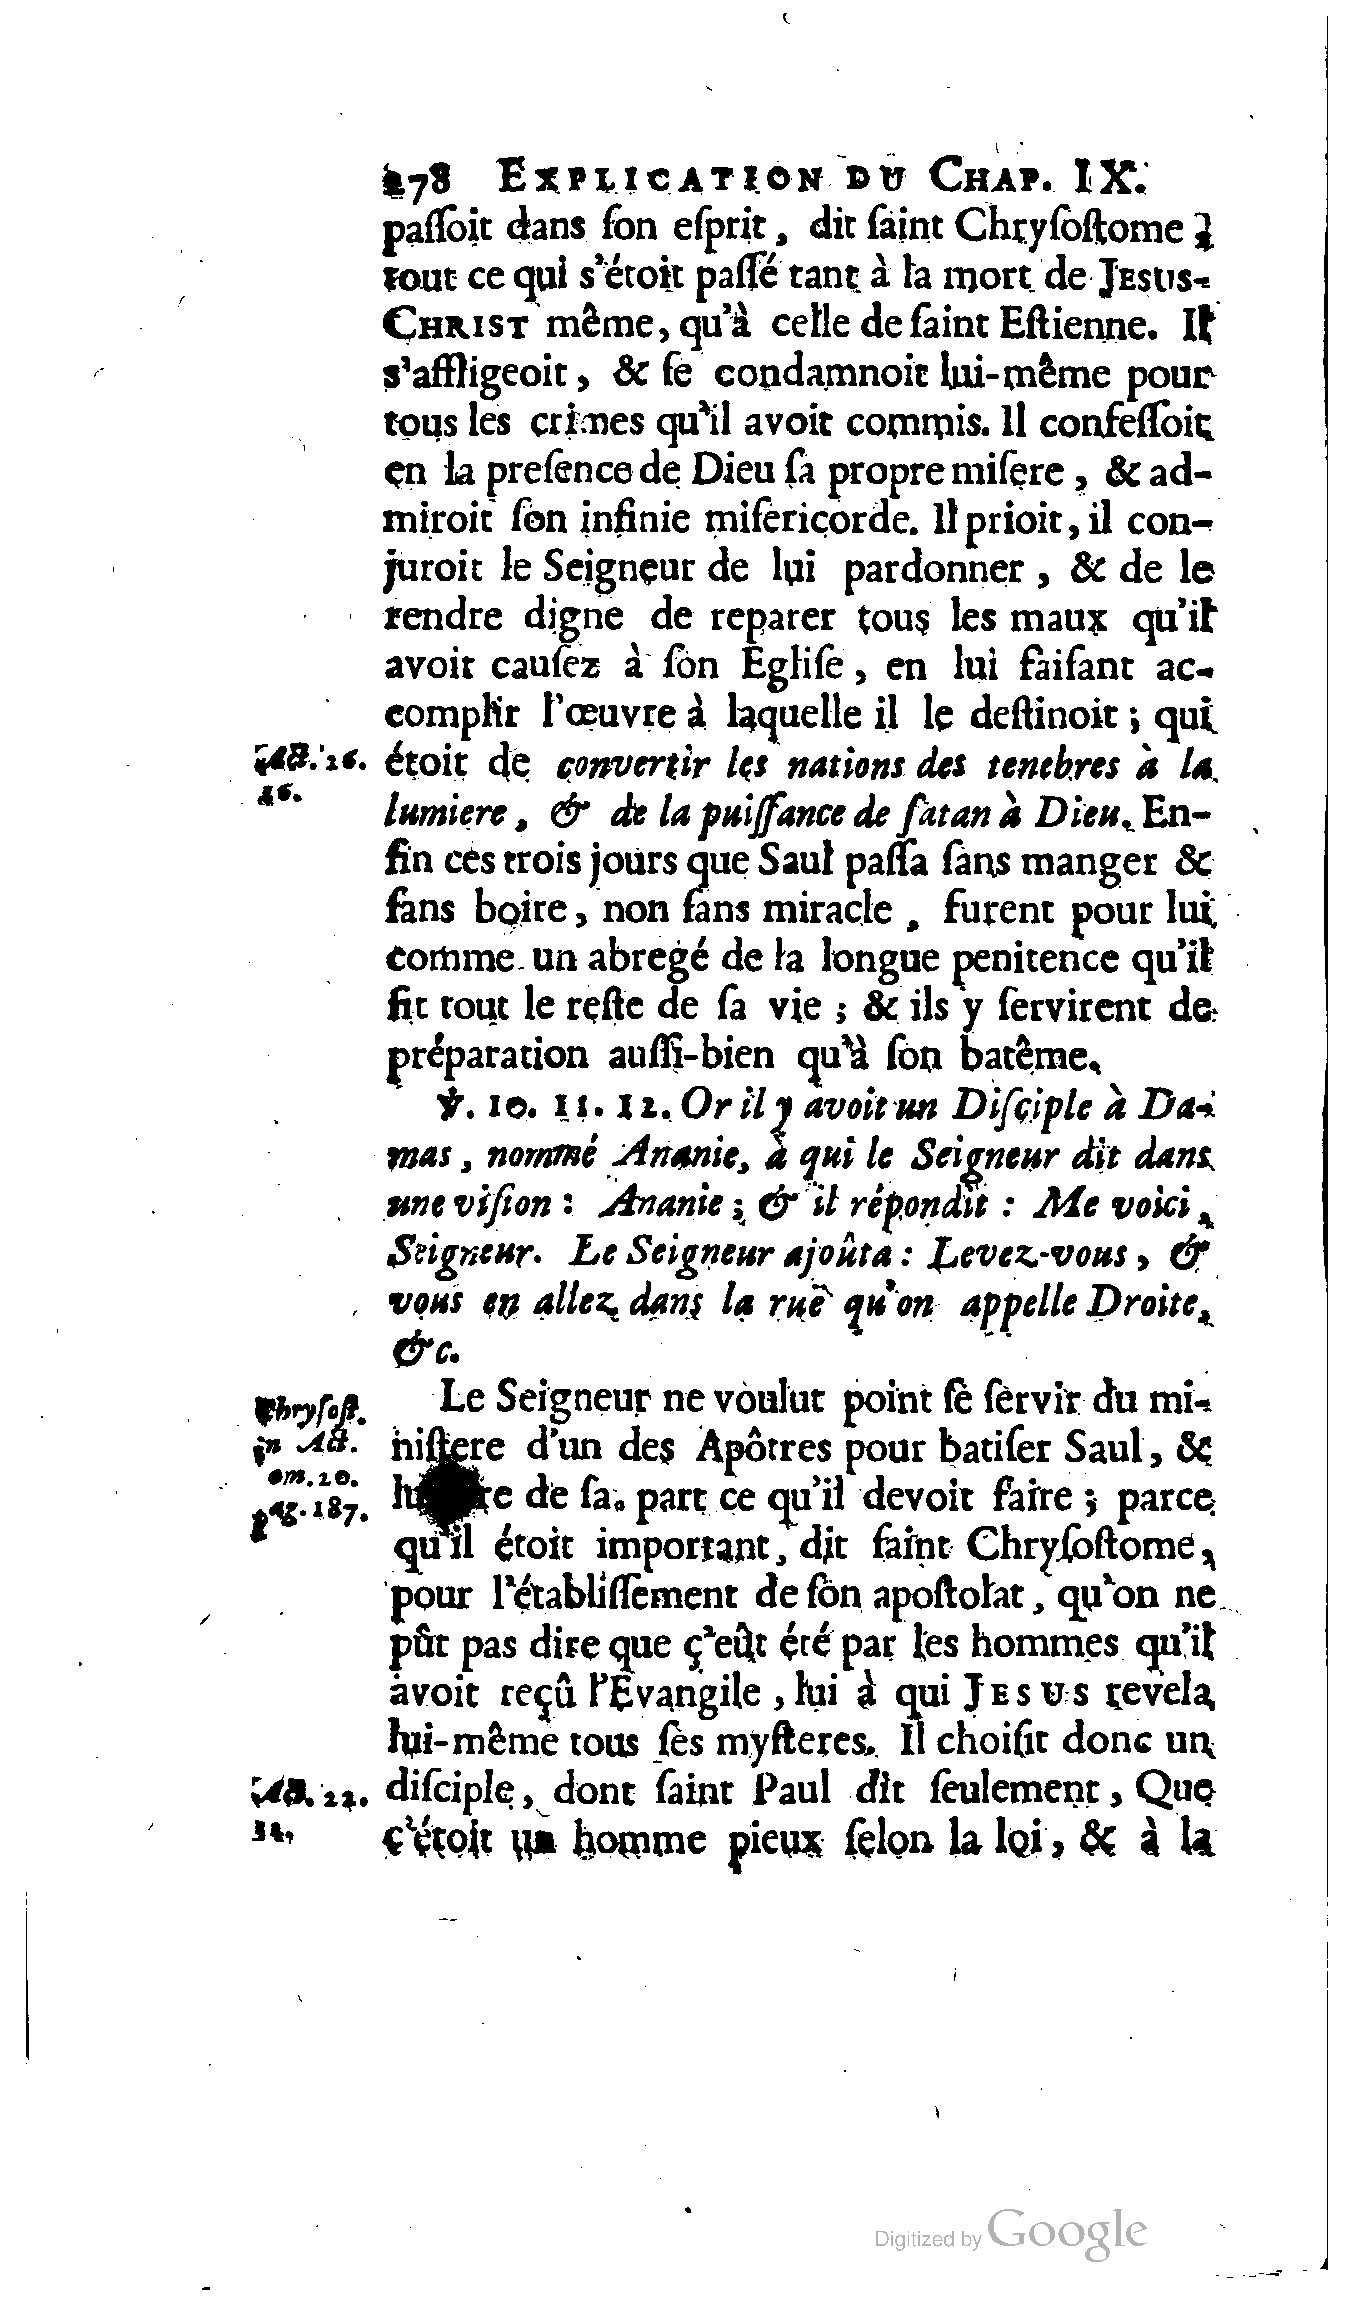 278 EXPLICATION DU CHAP. IX.
paſſoit dans ſon eſprit, dit ſaint Chryſoſtome,
tout ce qui s'étoit paſſé tant à la mort de JESUS-
CHRIST même, qu'à celle de ſaint Eſtienne. Il
s'affligeoit, & ſe condamnoit lui-même pour
tous les crimes qu'il avoit commis. Il confeſſoit
en la preſence de Dieu ſa propre miſere, & ad-
miroit ſon infinie miſericorde. Il prioit, il con-
juroit le Seigneur de lui pardonner, & de le
rendre digne de reparer tous les maux qu'il
avoit cauſez à ſon Egliſe, en lui faiſant ac-
complir l'œuvre à laquelle il le deſtinoit; qui
Act. 26.
étoit de convertir les nations des tenebres à la
lumiere, & de la puiſſance de ſatan à Dieu. En-
fin ces trois jours que Saul paſſa ſans manger &
ſans boire, non ſans miracle, furent pour lui
comme un abregé de la longue penitence qu'il
fit tout le reſte de ſa vie; & ils y ſervirent de
préparation auſſi-bien qu'à ſon batême.
℣. 10. 11. 12. Or il y avoit un Diſciple à Da-
mas, nommé Ananie, à qui le Seigneur dit dans
une viſion: Ananie; & il répondit: Me voici,
Seigneur. Le Seigneur ajoûta: Levez-vous, &
vous en allez dans la ruë qu'on appelle Droite,
&c.
Chryſoſt.
in Act.
om. 20.
pag. 187.
Le Seigneur ne voulut point ſe ſervir du mi-
niſtere d'un des Apôtres pour batiſer Saul, &
de ſa part ce qu'il devoit faire; parce
qu'il étoit important, dit ſaint Chryſoſtome,
pour l'établiſſement de ſon apoſtolat, qu'on ne
pût pas dire que ç'eût été par les hommes qu'il
avoit reçû l'Evangile, lui à qui JESUS revela
lui-même tous ſes myſteres. Il choiſit donc un
Act. 22.
12.
diſciple, dont ſaint Paul dit ſeulement, Que
c'étoit un homme pieux ſelon la loi, & à la
Digitized by Google